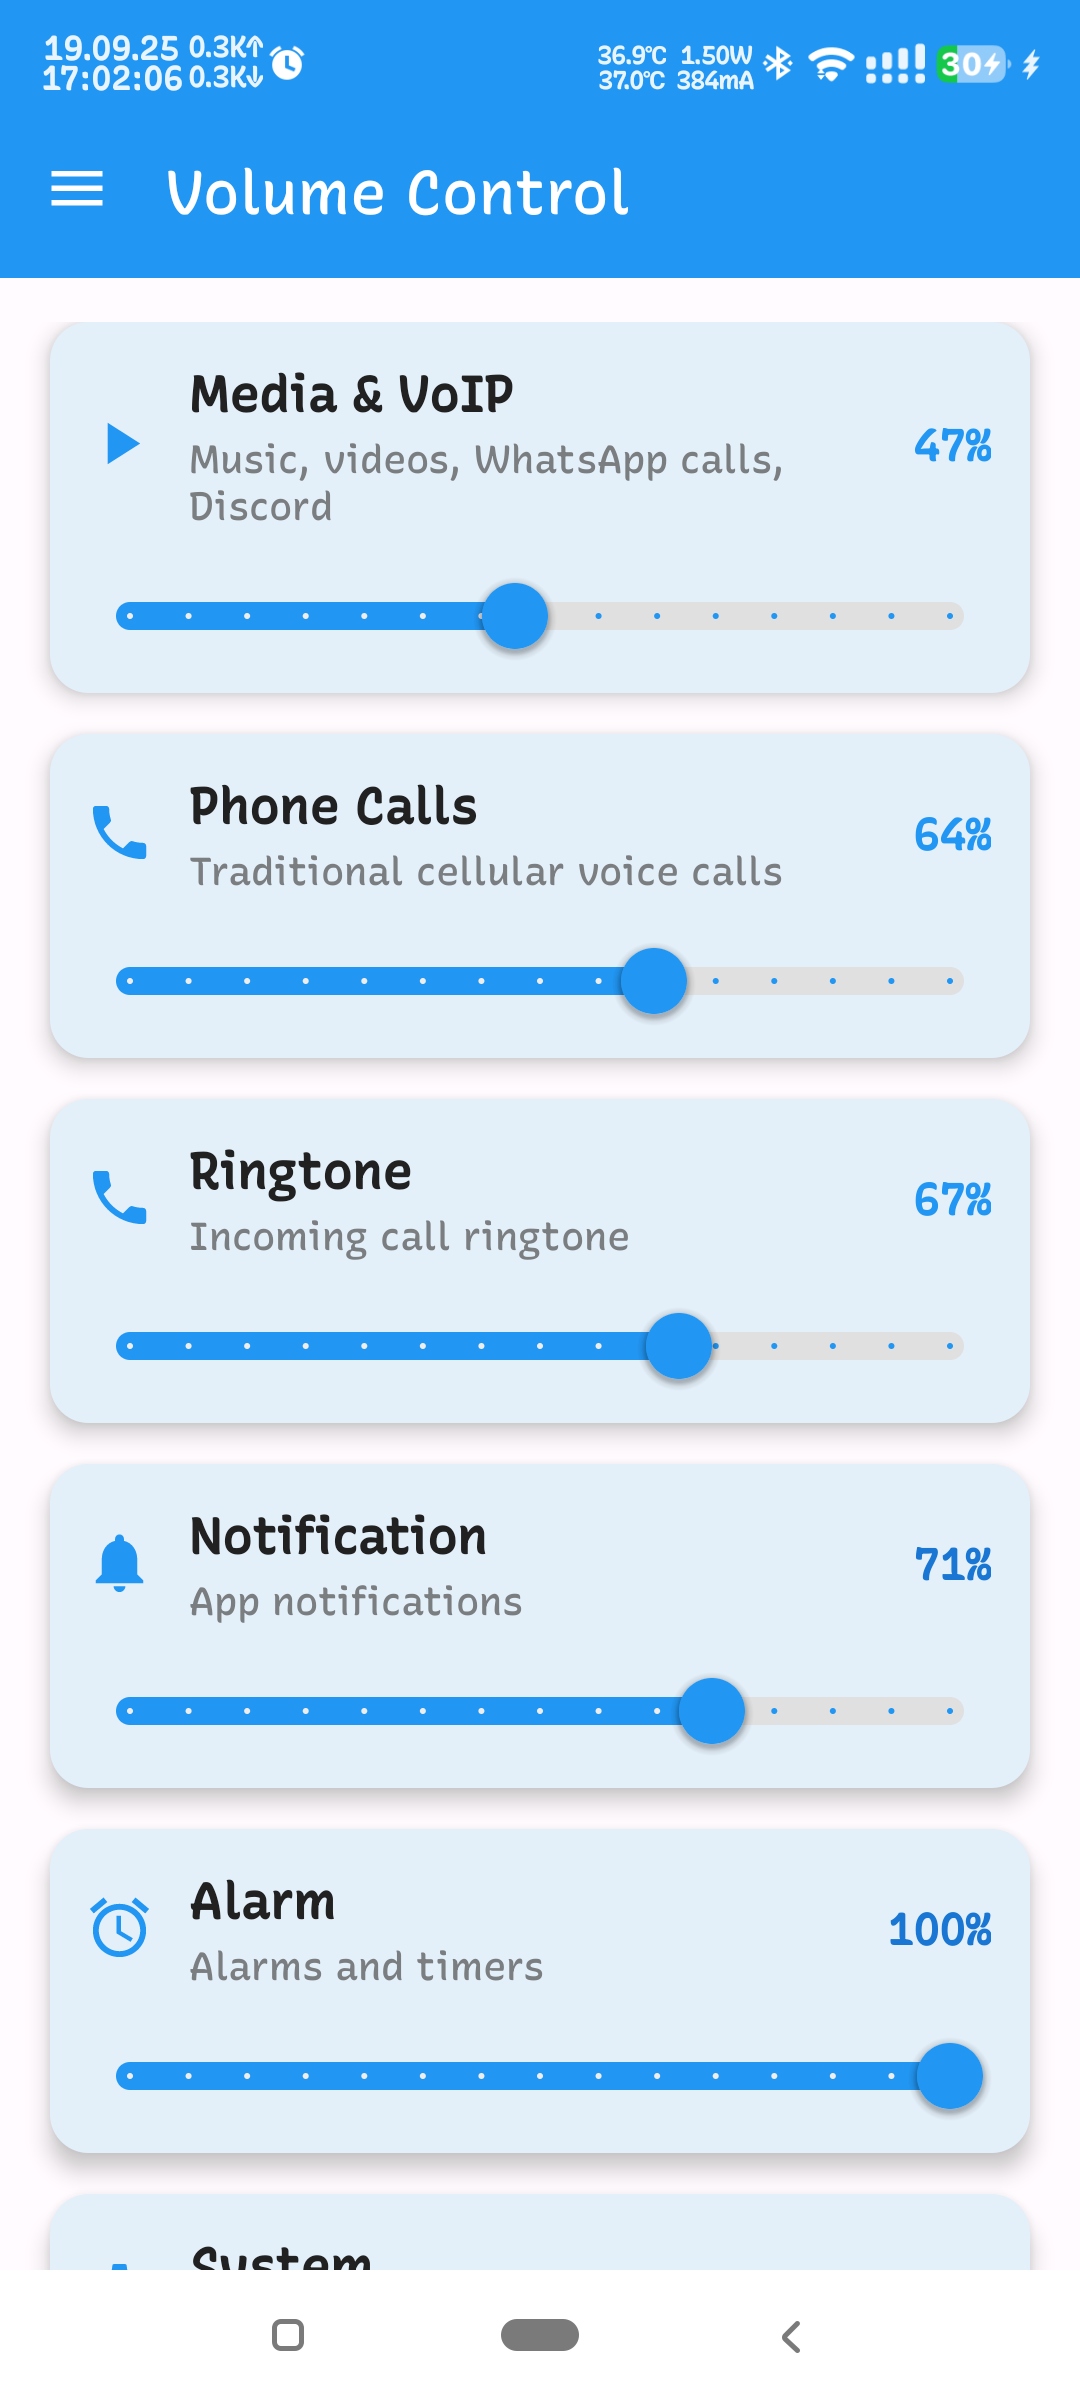 19.09.25 0.3K↑
17:02:06 0.3K↓
36.9°C 1.50W
37.0°C 384mA
30
Volume Control
Media & VoIP
Music, videos, WhatsApp calls,
Discord
47%
Phone Calls
Traditional cellular voice calls
64%
Ringtone
Incoming call ringtone
67%
Notification
App notifications
71%
Alarm
Alarms and timers
100%
System